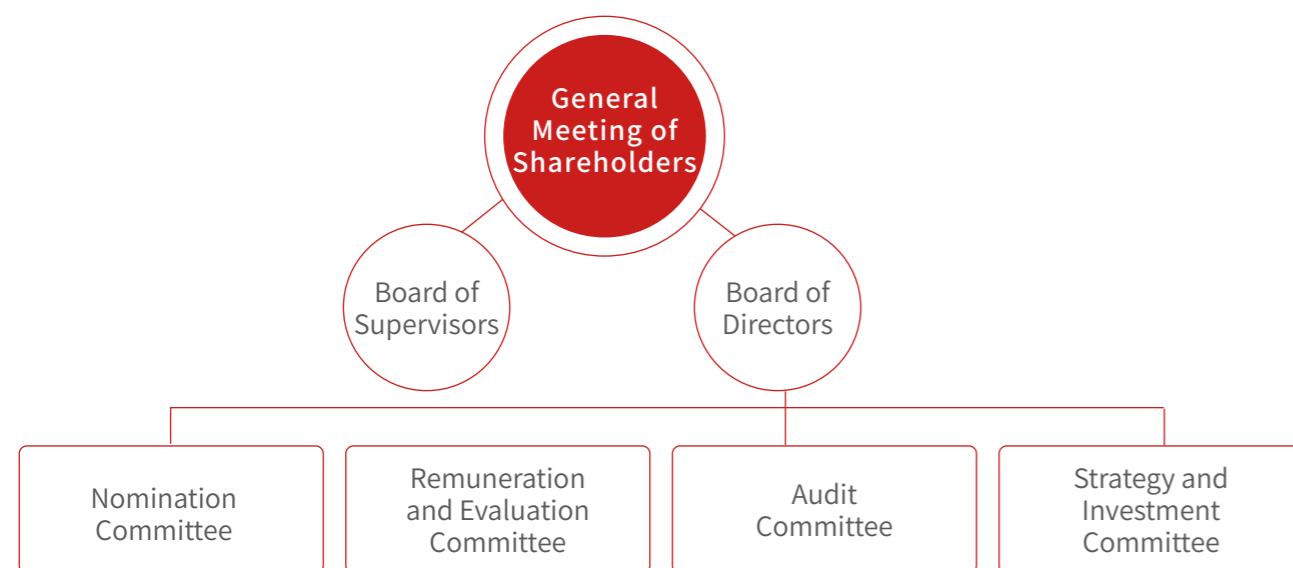 General
Meeting of
Shareholders
Board of
Supervisors
Board of
Directors
Nomination
Committee
Remuneration
and Evaluation
Committee
Audit
Committee
Strategy and
Investment
Committee